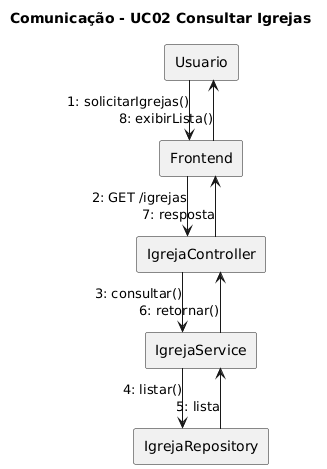 Comunicação - UC02 Consultar Igrejas
Usuario
1: solicitarIgrejas()
8: exibirLista()
Frontend
2: GET /igrejas
7: resposta
IgrejaController
3: consultar()
6: retornar()
IgrejaService
4: listar()
5: lista
IgrejaRepository